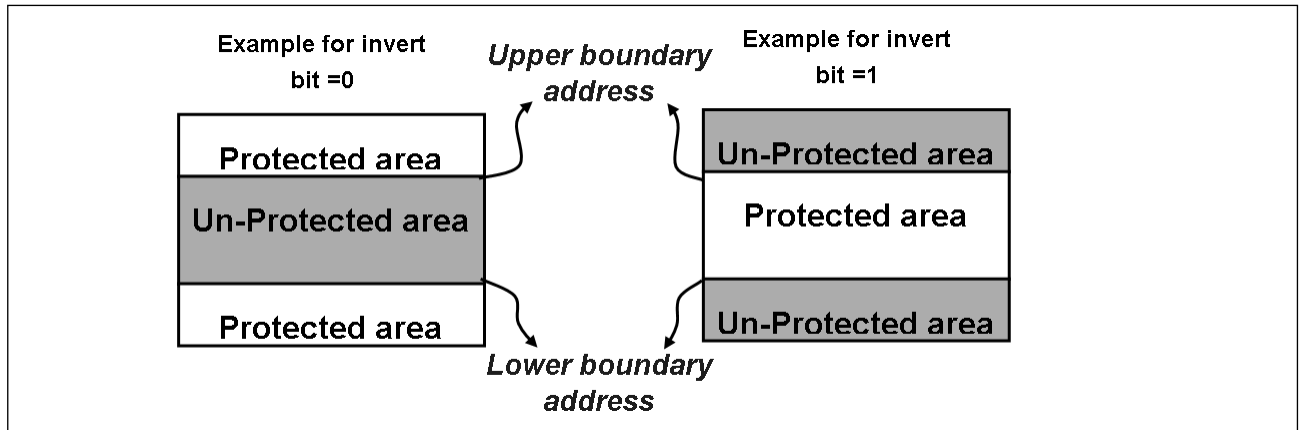 Example for invert
bit =0
Protected area
Un-Protected area
Protected area
Upper boundary
address
Lower boundary
address
Example for invert
bit =1
Un-Protected area
Protected area
Un-Protected area